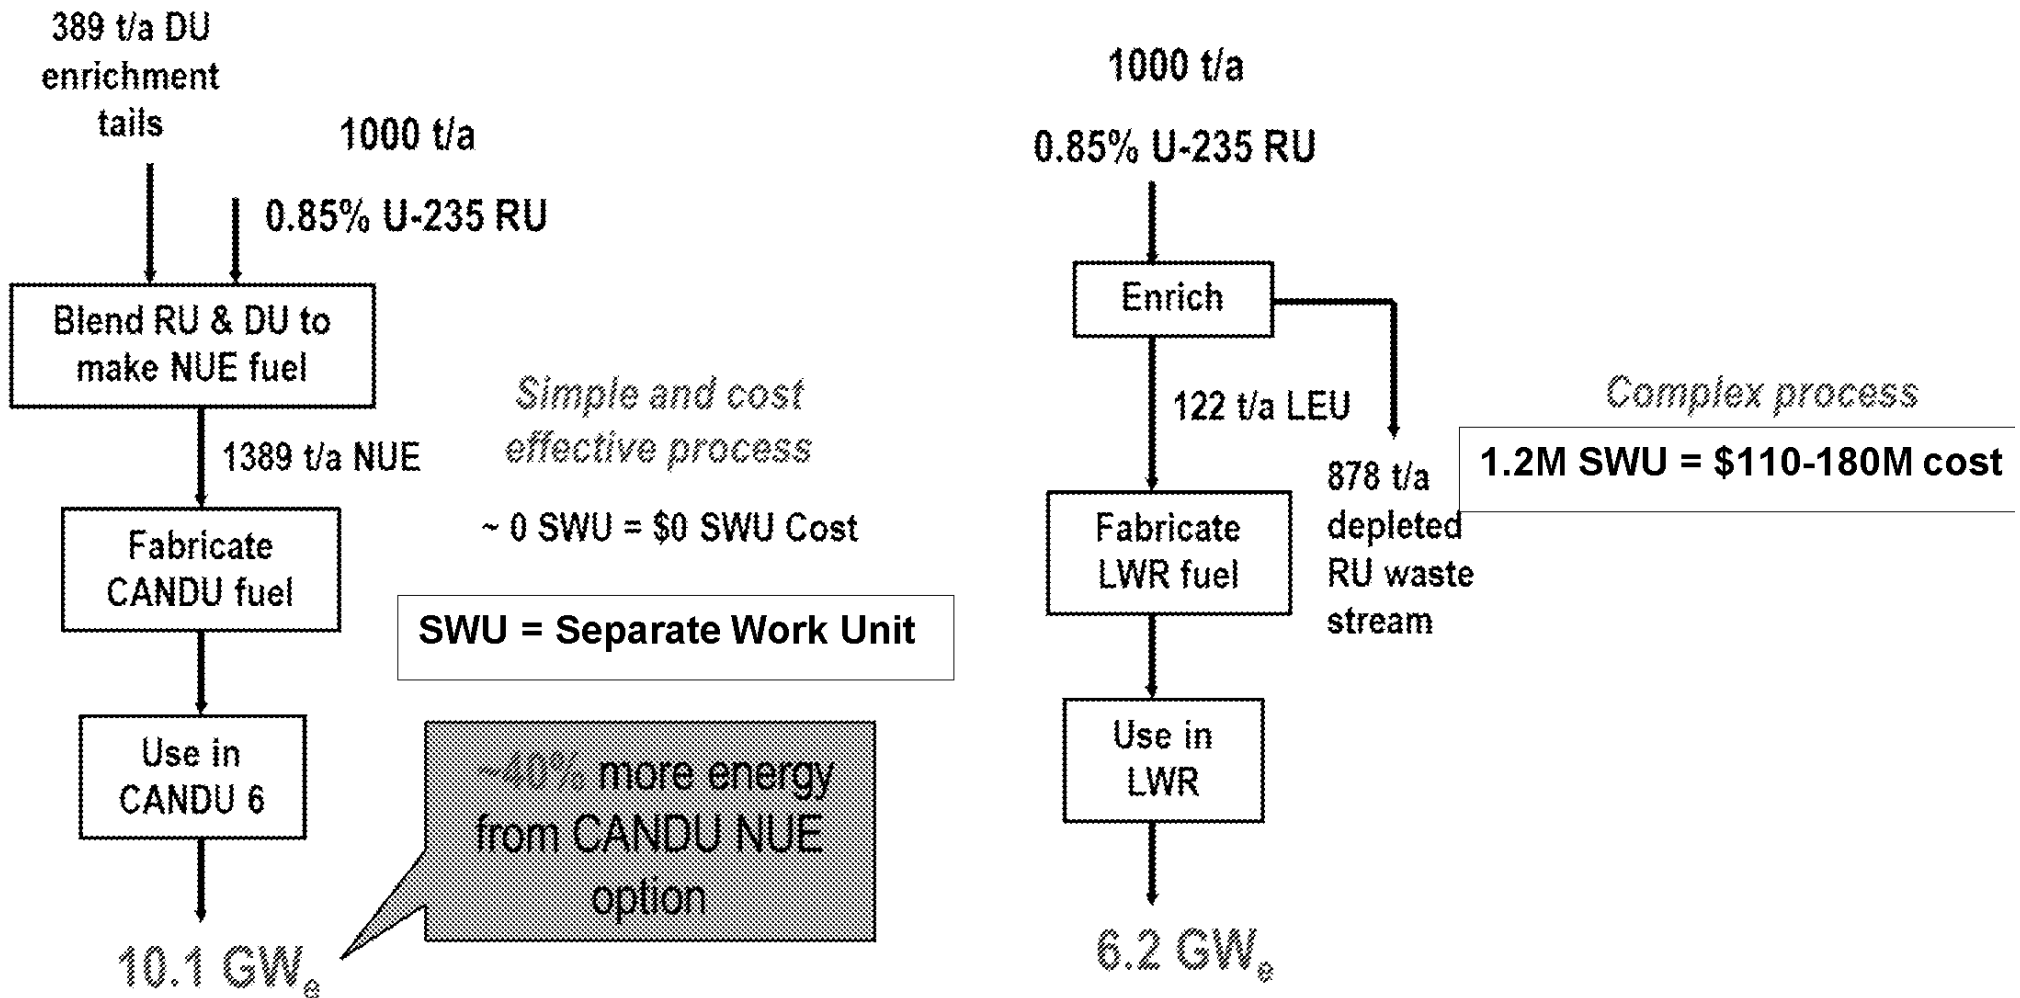 389 t/a DU
enrichment
tails
1000 t/a
0.85% U-235 RU
Blend RU & DU to
make NUE fuel
1389 t/a NUE
Fabricate
CANDU fuel
Use in
CANDU 6
10.1 GWe
Simple and cost
effective process
~ 0 SWU = $0 SWU Cost
SWU = Separate Work Unit
~40% more energy
from CANDU NUE
option
1000 t/a
0.85% U-235 RU
Enrich
122 t/a LEU
878 t/a
depleted
RU waste
stream
Fabricate
LWR fuel
Use in
LWR
6.2 GWe
Complex process
1.2M SWU = $110-180M cost